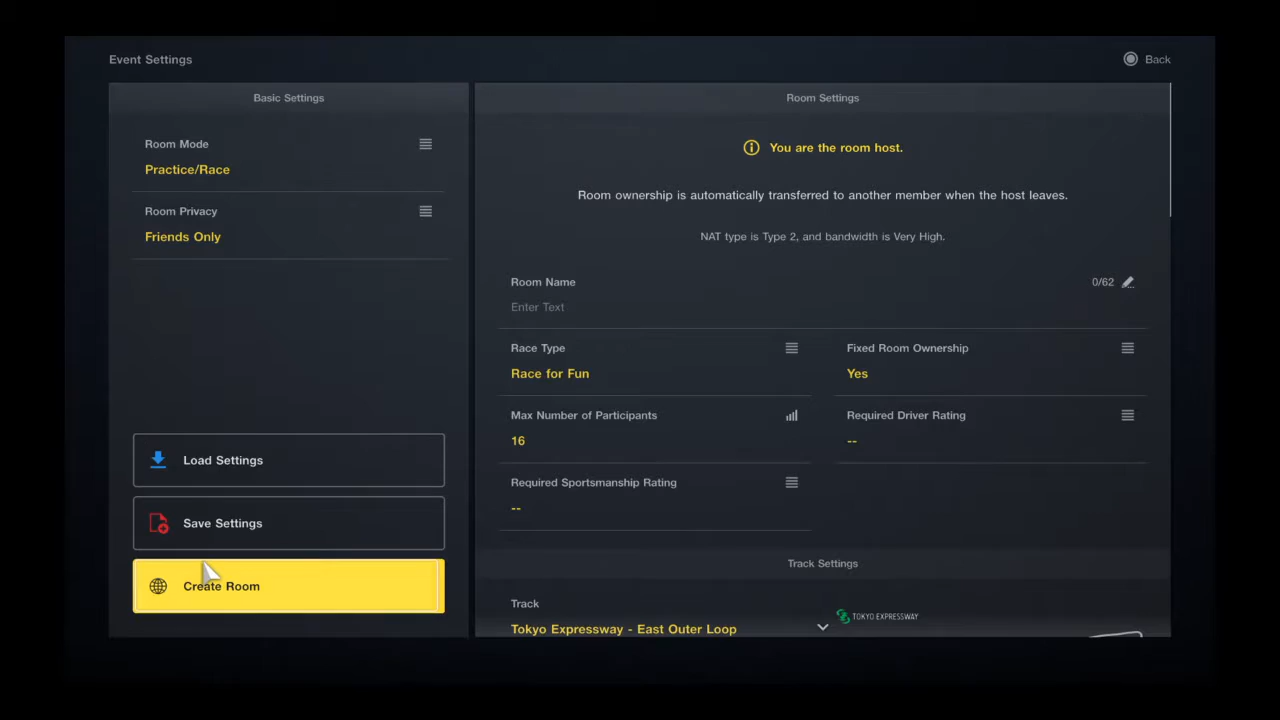 Event Settings
Back
Basic Settings
Room Mode
Practice/Race
Room Privacy
Friends Only
Load Settings
Save Settings
Create Room
Room Settings
You are the room host.
Room ownership is automatically transferred to another member when the host leaves.
NAT type is Type 2, and bandwidth is Very High.
Room Name
0/62
Enter Text
Race Type
Race for Fun
Fixed Room Ownership
Yes
Max Number of Participants
16
Required Driver Rating
--
Required Sportsmanship Rating
--
Track Settings
Track
Tokyo Expressway - East Outer Loop
TOKYO EXPRESSWAY